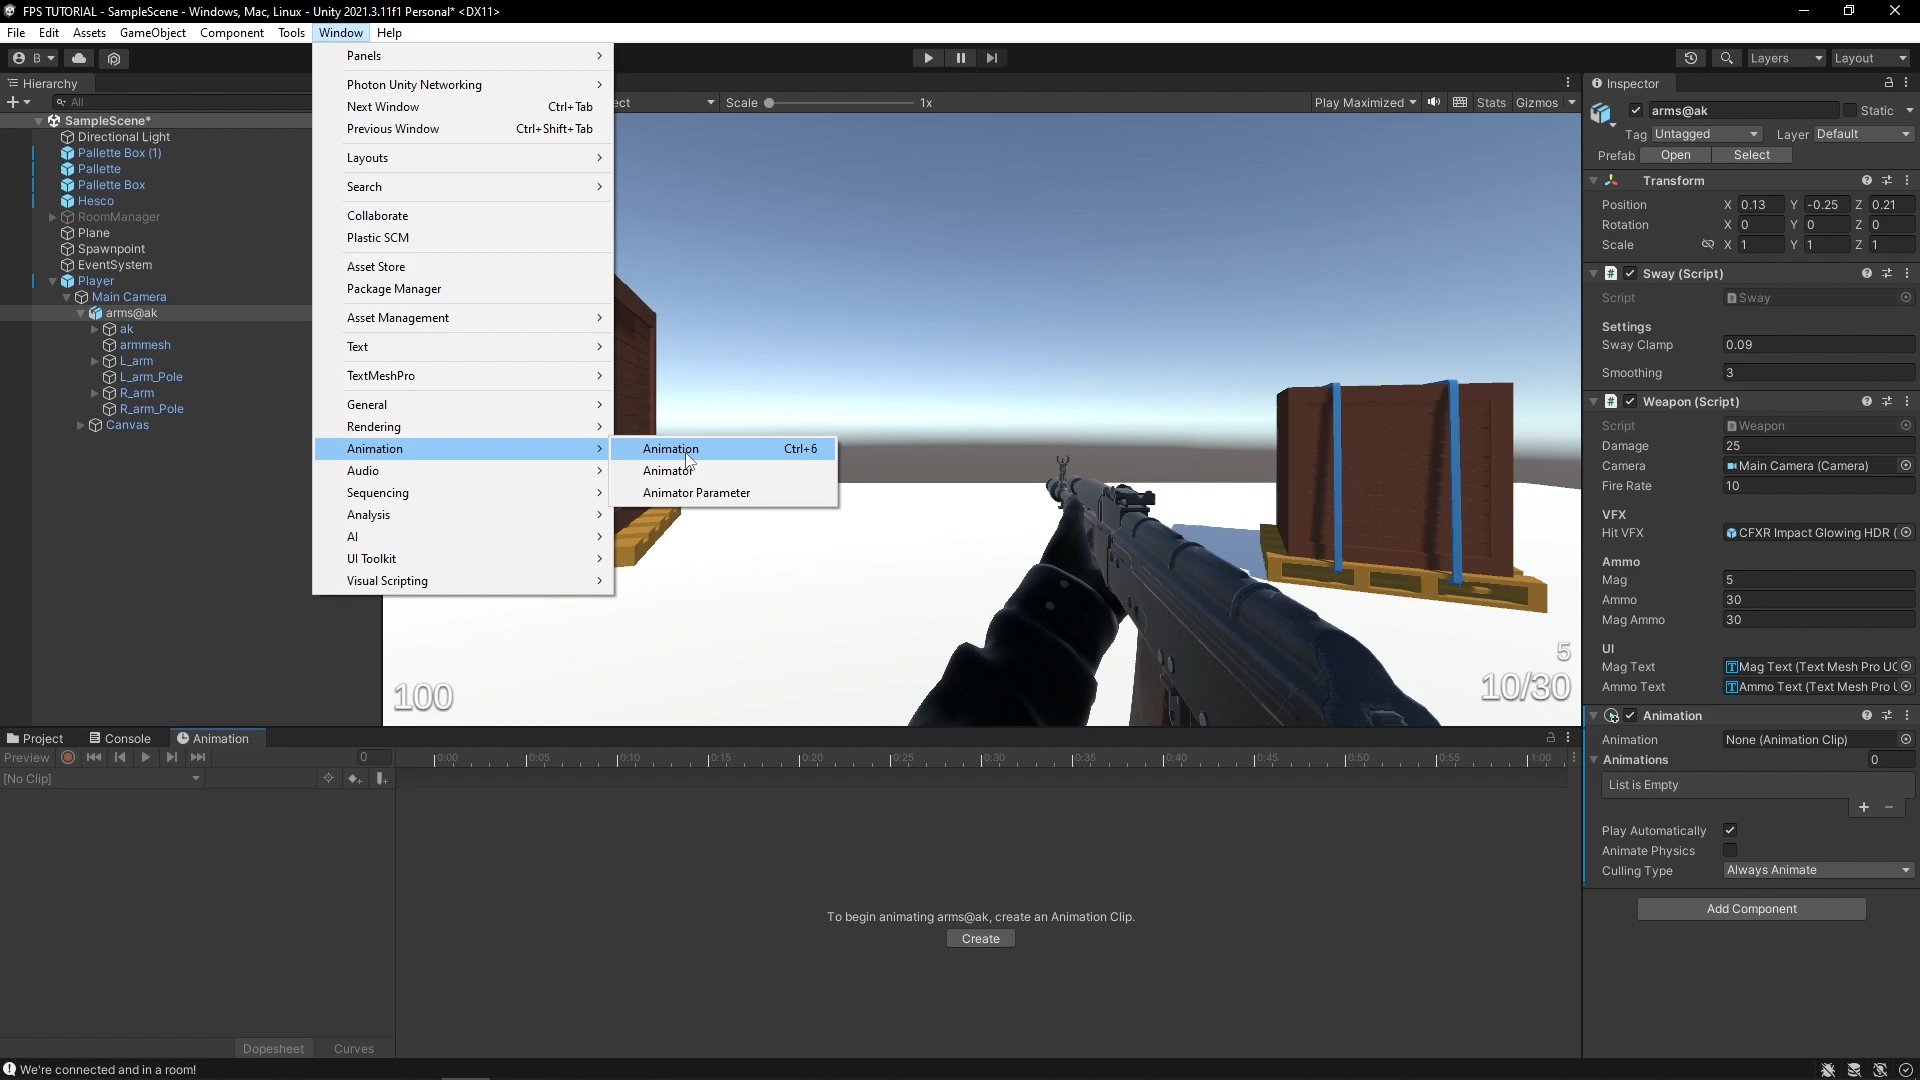 FPS TUTORIAL - SampleScene - Windows, Mac, Linux - Unity 2021.3.11f1 Personal* <DX11>
File Edit Assets GameObject Component Tools Window Help
B Layers Layout
Hierarchy
All
SampleScene*
Directional Light
Pallette Box (1)
Pallette
Pallette Box
Hesco
RoomManager
Plane
Spawnpoint
EventSystem
Player
Main Camera
arms@ak
ak
armmesh
L_arm
L_arm_Pole
R_arm
R_arm_Pole
Canvas
Panels
Photon Unity Networking
Next Window Ctrl+Tab
Previous Window Ctrl+Shift+Tab
Layouts
Search
Collaborate
Plastic SCM
Asset Store
Package Manager
Asset Management
Text
TextMeshPro
General
Rendering
Animation
Audio
Sequencing
Analysis
AI
UI Toolkit
Visual Scripting
Animation Ctrl+6
Animator
Animator Parameter
ect Scale 1x Play Maximized Stats Gizmos
100
5
10/30
Inspector
arms@ak Static
Tag Untagged Layer Default
Prefab Open Select
Transform
Position X 0.13 Y -0.25 Z 0.21
Rotation X 0 Y 0 Z 0
Scale X 1 Y 1 Z 1
Sway (Script)
Script Sway
Settings
Sway Clamp 0.09
Smoothing 3
Weapon (Script)
Script Weapon
Damage 25
Camera Main Camera (Camera)
Fire Rate 10
VFX
Hit VFX CFXR Impact Glowing HDR (
Ammo
Mag 5
Ammo 30
Mag Ammo 30
UI
Mag Text Mag Text (Text Mesh Pro UG
Ammo Text Ammo Text (Text Mesh Pro U
Animation
Animation None (Animation Clip)
Animations 0
List is Empty
+ -
Play Automatically
Animate Physics
Culling Type Always Animate
Add Component
Project Console Animation
Preview 0 0:00 0:05 0:10 0:15 0:20 0:25 0:30 0:35 0:40 0:45 0:50 0:55 1:00
[No Clip]
To begin animating arms@ak, create an Animation Clip.
Create
Dopesheet Curves
We're connected and in a room!